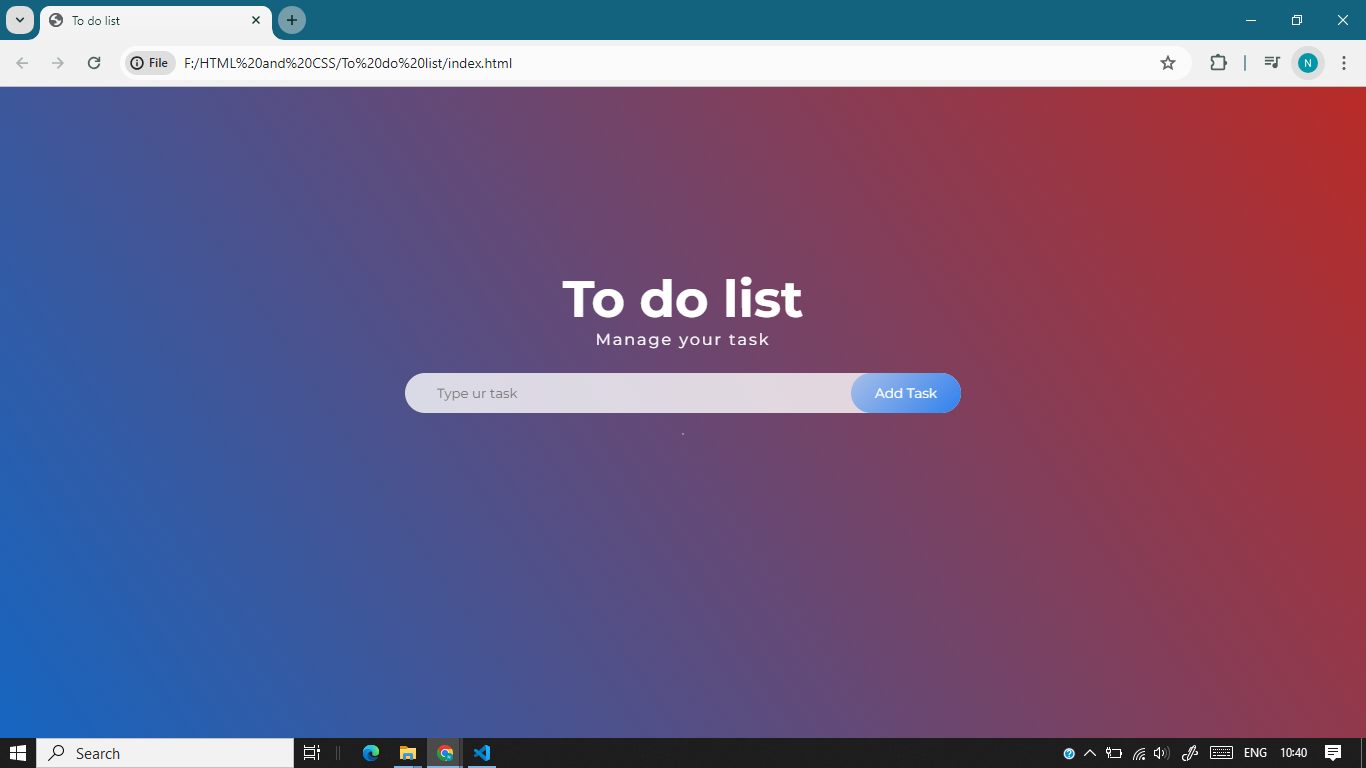 To do list
File
F:/HTML%20and%20CSS/To%20do%20list/index.html
N
To do list
Manage your task
Type ur task
Add Task
Search
ENG
10:40